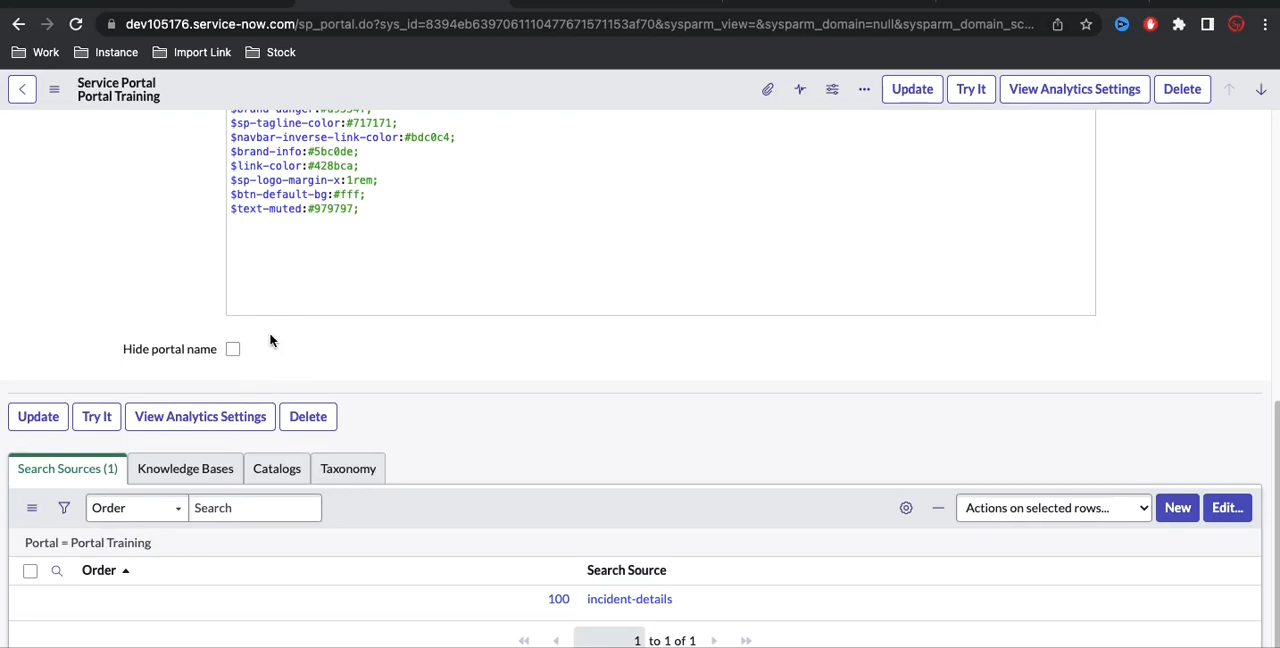 dev105176.service-now.com/sp_portal.do?sys_id=8394eb6397061110477671571153af70&sysparm_view=&sysparm_domain=null&sysparm_domain_sc...
Work Instance Import Link Stock
Service Portal
Portal Training
Update Try It View Analytics Settings Delete
$sp-tagline-color:#717171;
$navbar-inverse-link-color:#bdc0c4;
$brand-info:#5bc0de;
$link-color:#428bca;
$sp-logo-margin-x:1rem;
$btn-default-bg:#fff;
$text-muted:#979797;
Hide portal name
Update Try It View Analytics Settings Delete
Search Sources (1) Knowledge Bases Catalogs Taxonomy
Order Search Actions on selected rows... New Edit...
Portal = Portal Training
Order Search Source
100 incident-details
1 to 1 of 1